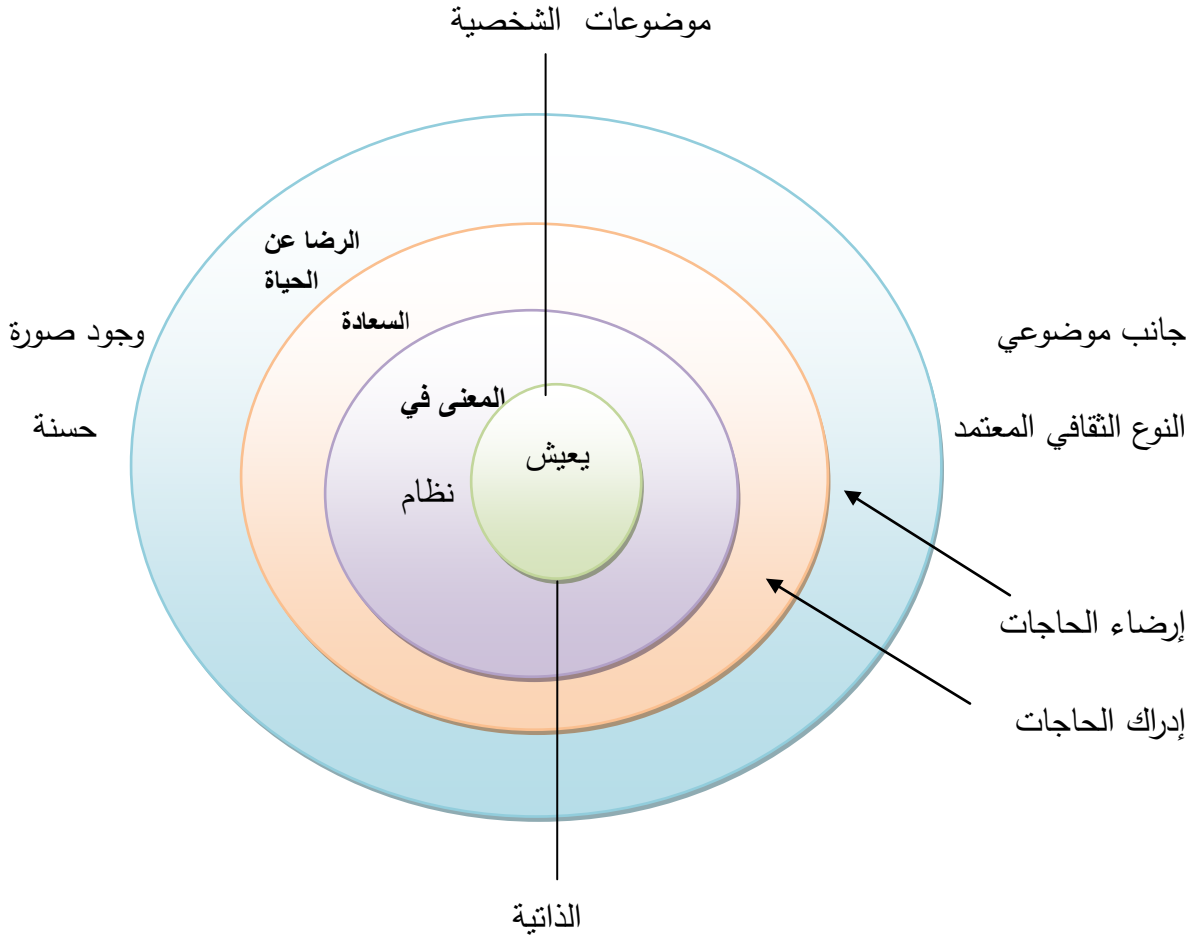 موضوعات الشخصية
الرضا عن
الحياة
السعادة
وجود صورة
جانب موضوعي
المعنى في
حسنة
النوع الثقافي المعتمد
يعيش
نظام
إرضاء الحاجات
إدراك الحاجات
الذاتية